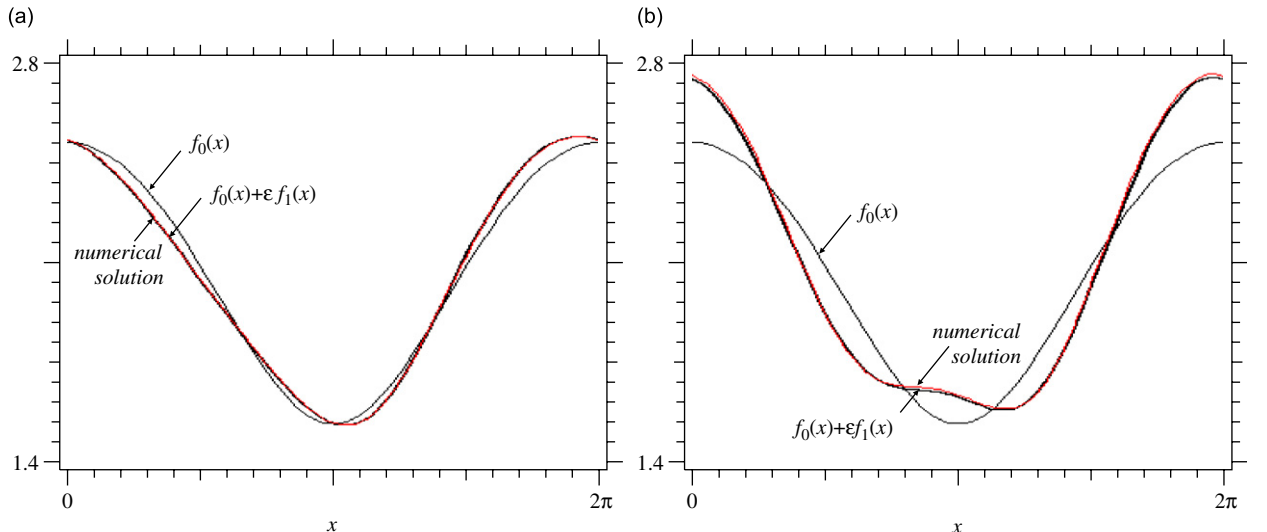 (a)
2.8
f₀(x)
f₀(x)+ε f₁(x)
numerical
solution
1.4
0
2π
x
(b)
2.8
f₀(x)
numerical
solution
f₀(x)+εf₁(x)
1.4
0
2π
x